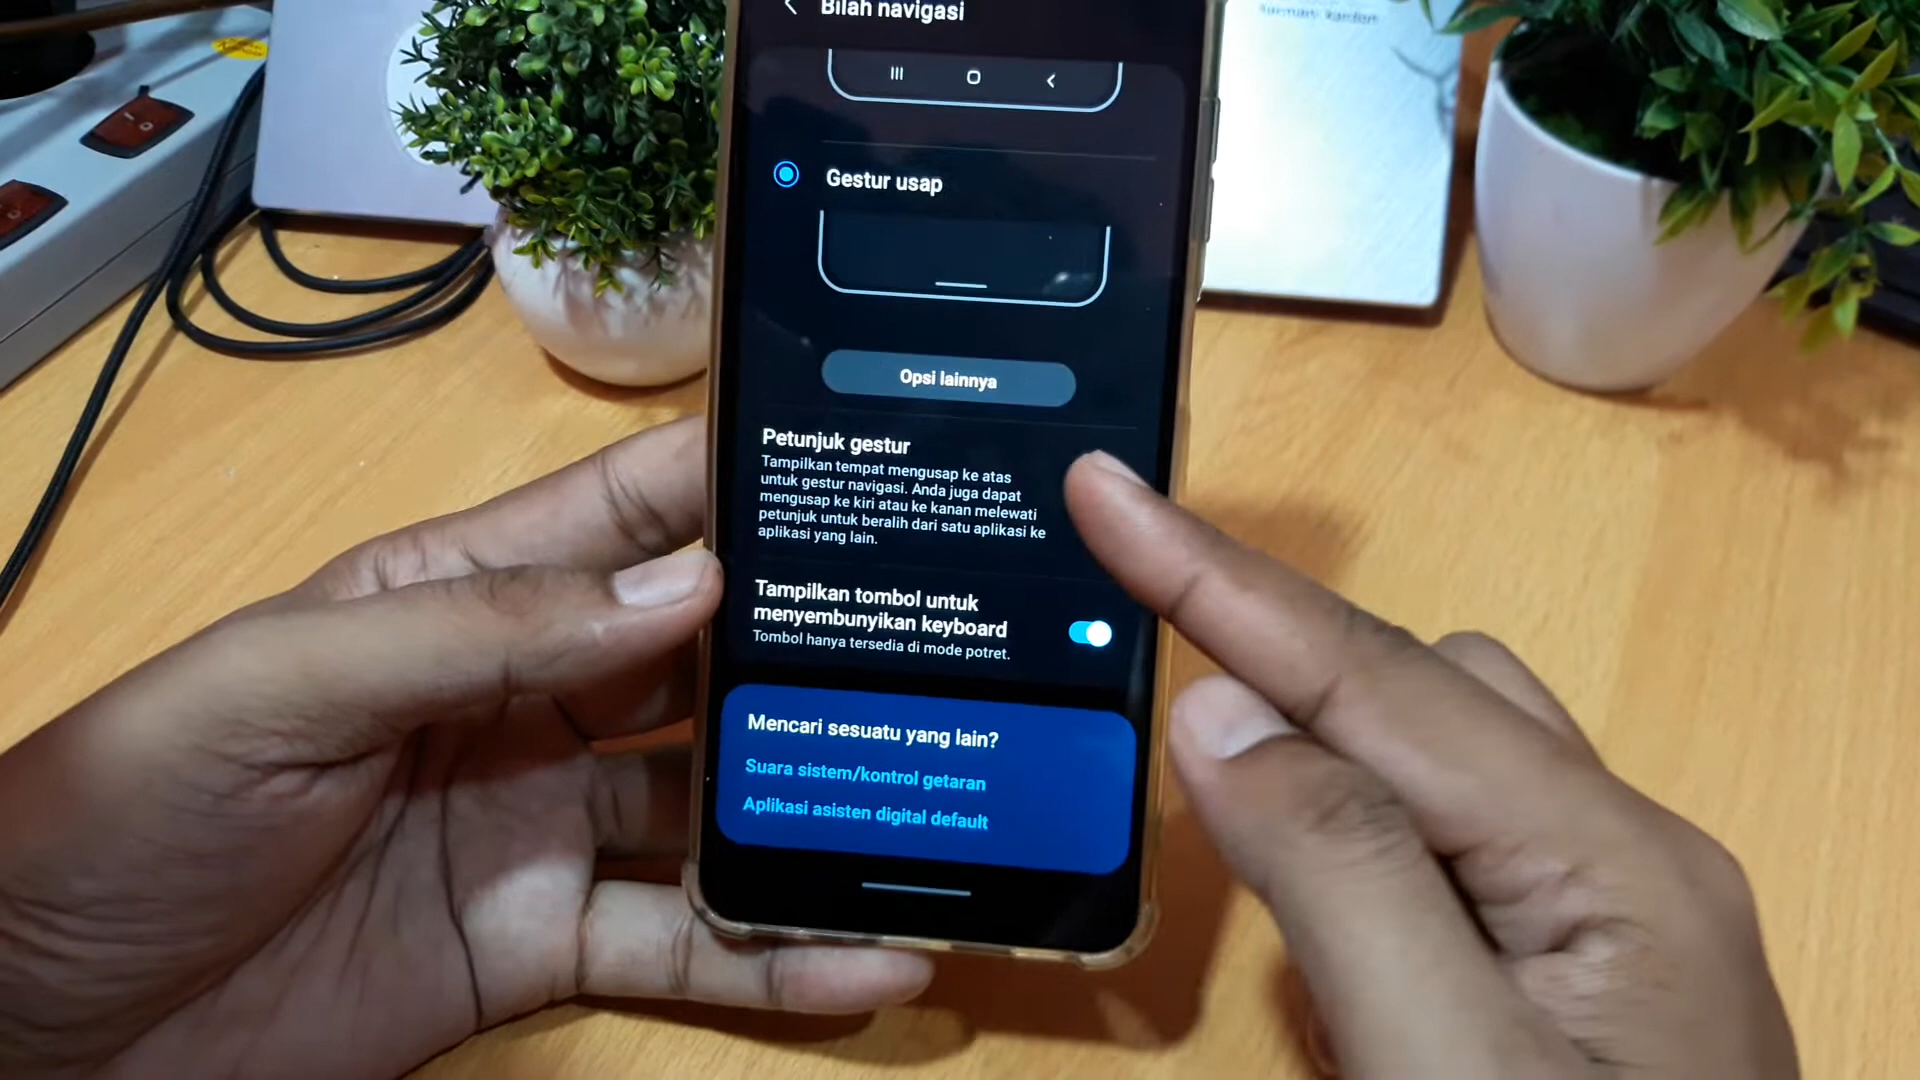 Bilah navigasi
Gestur usap
Opsi lainnya
Petunjuk gestur
Tampilkan tempat mengusap ke atas
untuk gestur navigasi. Anda juga dapat
mengusap ke kiri atau ke kanan melewati
petunjuk untuk beralih dari satu aplikasi ke
aplikasi yang lain.
Tampilkan tombol untuk
menyembunyikan keyboard
Tombol hanya tersedia di mode potret.
Mencari sesuatu yang lain?
Suara sistem/kontrol getaran
Aplikasi asisten digital default
harman/kardon